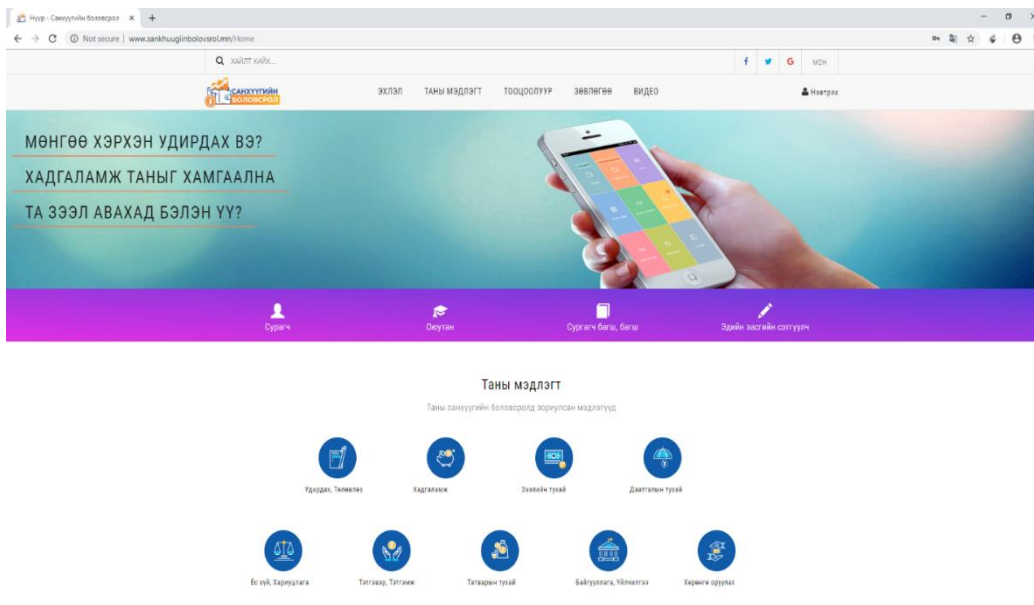 Нүүр - Санхүүгийн боловсрол
Not secure | www.sankhuugiinbolovsrol.mn/Home
ХАЙЛТ ХИЙХ...
МОН
САНХҮҮГИЙН
БОЛОВСРОЛ
ЭХЛЭЛ ТАНЫ МЭДЛЭГТ ТООЦООЛУУР ЗӨВЛӨГӨӨ ВИДЕО Нэвтрэх
МӨНГӨӨ ХЭРХЭН УДИРДАХ ВЭ?
ХАДГАЛАМЖ ТАНЫГ ХАМГААЛНА
ТА ЗЭЭЛ АВАХАД БЭЛЭН ҮҮ?
Сурагч Оюутан Сургагч багш, багш Эдийн засгийн сэтгүүлч
Таны мэдлэгт
Таны санхүүгийн боловсролд зориулсан мэдлэгүүд
Удирдах, Төлөвлөх Хадгаламж Зээлийн тухай Даатгалын тухай
Ёс зүй, Хариуцлага Тэтгэвэр, Тэтгэмж Татварын тухай Байгууллага, Үйлчилгээ Хөрөнгө оруулах